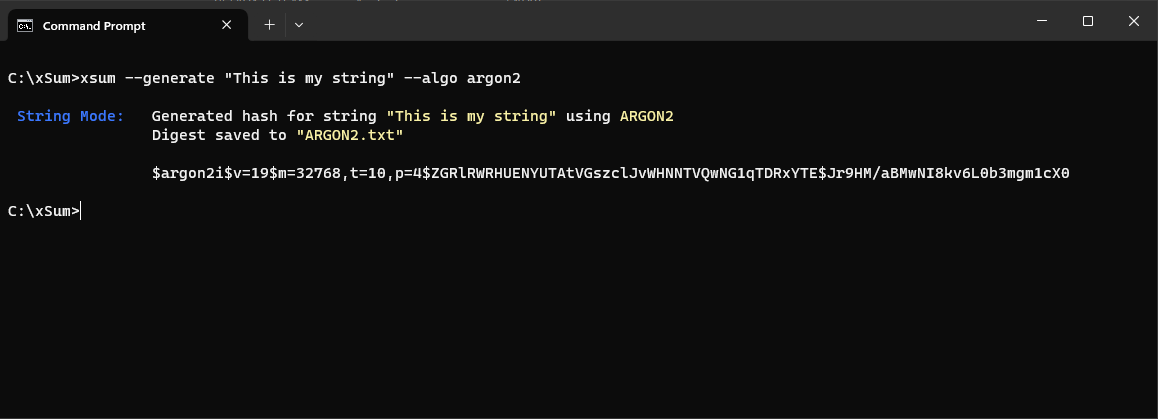 Command Prompt
C:\xSum>xsum --generate "This is my string" --algo argon2
String Mode: Generated hash for string "This is my string" using ARGON2
Digest saved to "ARGON2.txt"
$argon2i$v=19$m=32768,t=10,p=4$ZGRlRWRHUENYUTAtVGszclJvWHNNTVQwNG1qTDRxYTE$Jr9HM/aBMwNI8kv6L0b3mgm1cX0
C:\xSum>